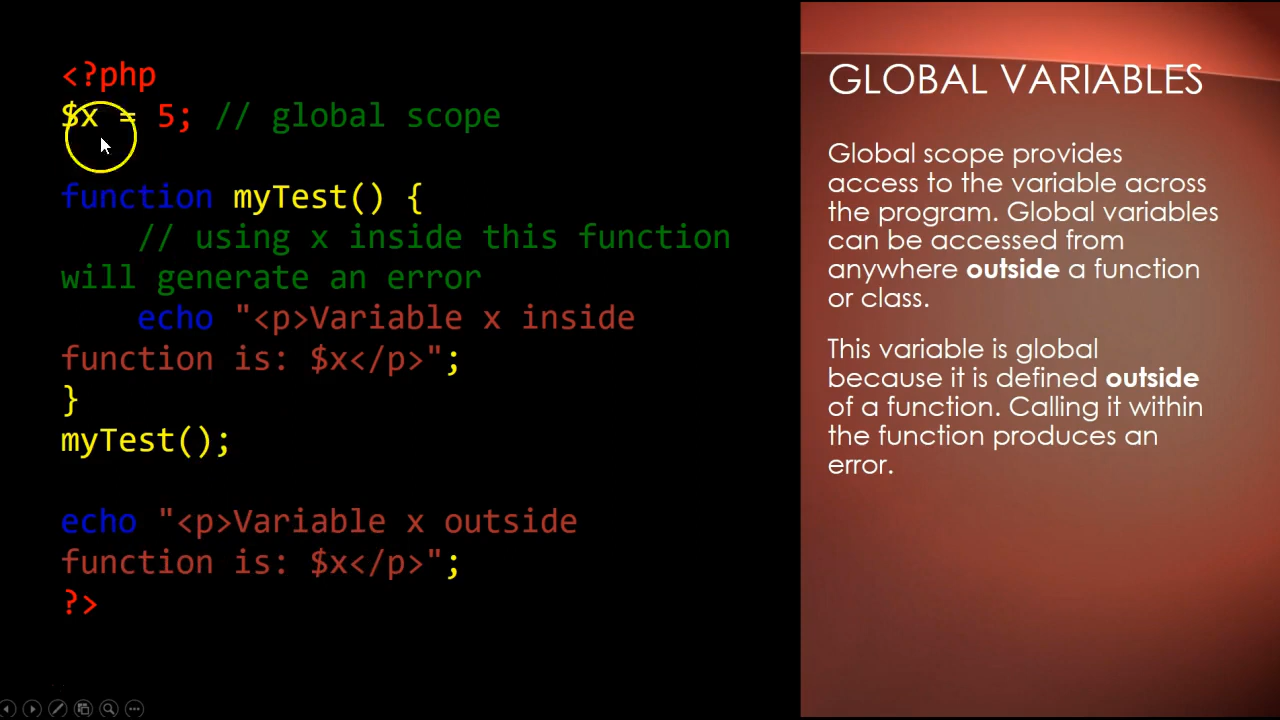 <?php
$x = 5; // global scope
function myTest() {
// using x inside this function
will generate an error
echo "<p>Variable x inside
function is: $x</p>";
}
myTest();
echo "<p>Variable x outside
function is: $x</p>";
?>
GLOBAL VARIABLES
Global scope provides
access to the variable across
the program. Global variables
can be accessed from
anywhere outside a function
or class.
This variable is global
because it is defined outside
of a function. Calling it within
the function produces an
error.